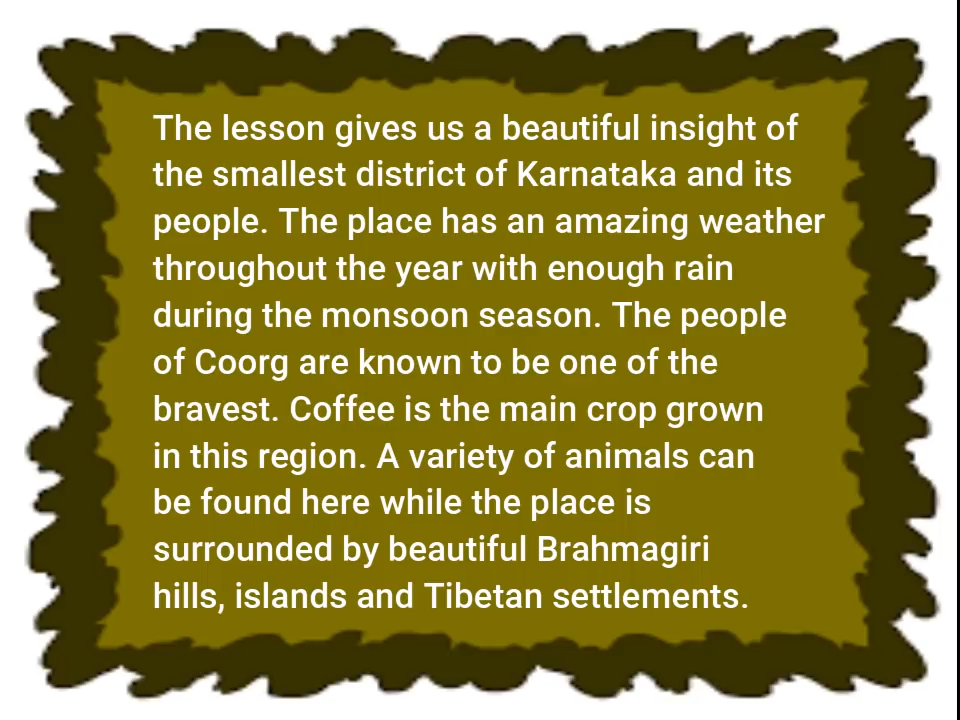 The lesson gives us a beautiful insight of
the smallest district of Karnataka and its
people. The place has an amazing weather
throughout the year with enough rain
during the monsoon season. The people
of Coorg are known to be one of the
bravest. Coffee is the main crop grown
in this region. A variety of animals can
be found here while the place is
surrounded by beautiful Brahmagiri
hills, islands and Tibetan settlements.